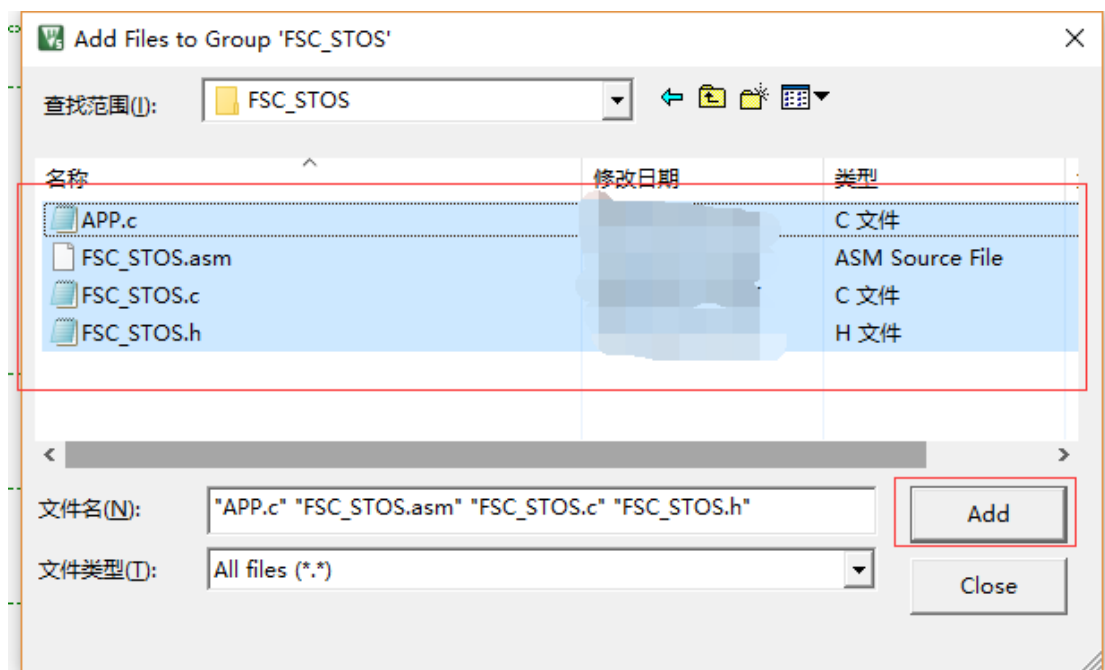 Add Files to Group 'FSC_STOS'
查找范围(I): FSC_STOS
名称 修改日期 类型
APP.c C 文件
FSC_STOS.asm ASM Source File
FSC_STOS.c C 文件
FSC_STOS.h H 文件
文件名(N): "APP.c" "FSC_STOS.asm" "FSC_STOS.c" "FSC_STOS.h" Add
文件类型(T): All files (*.*) Close